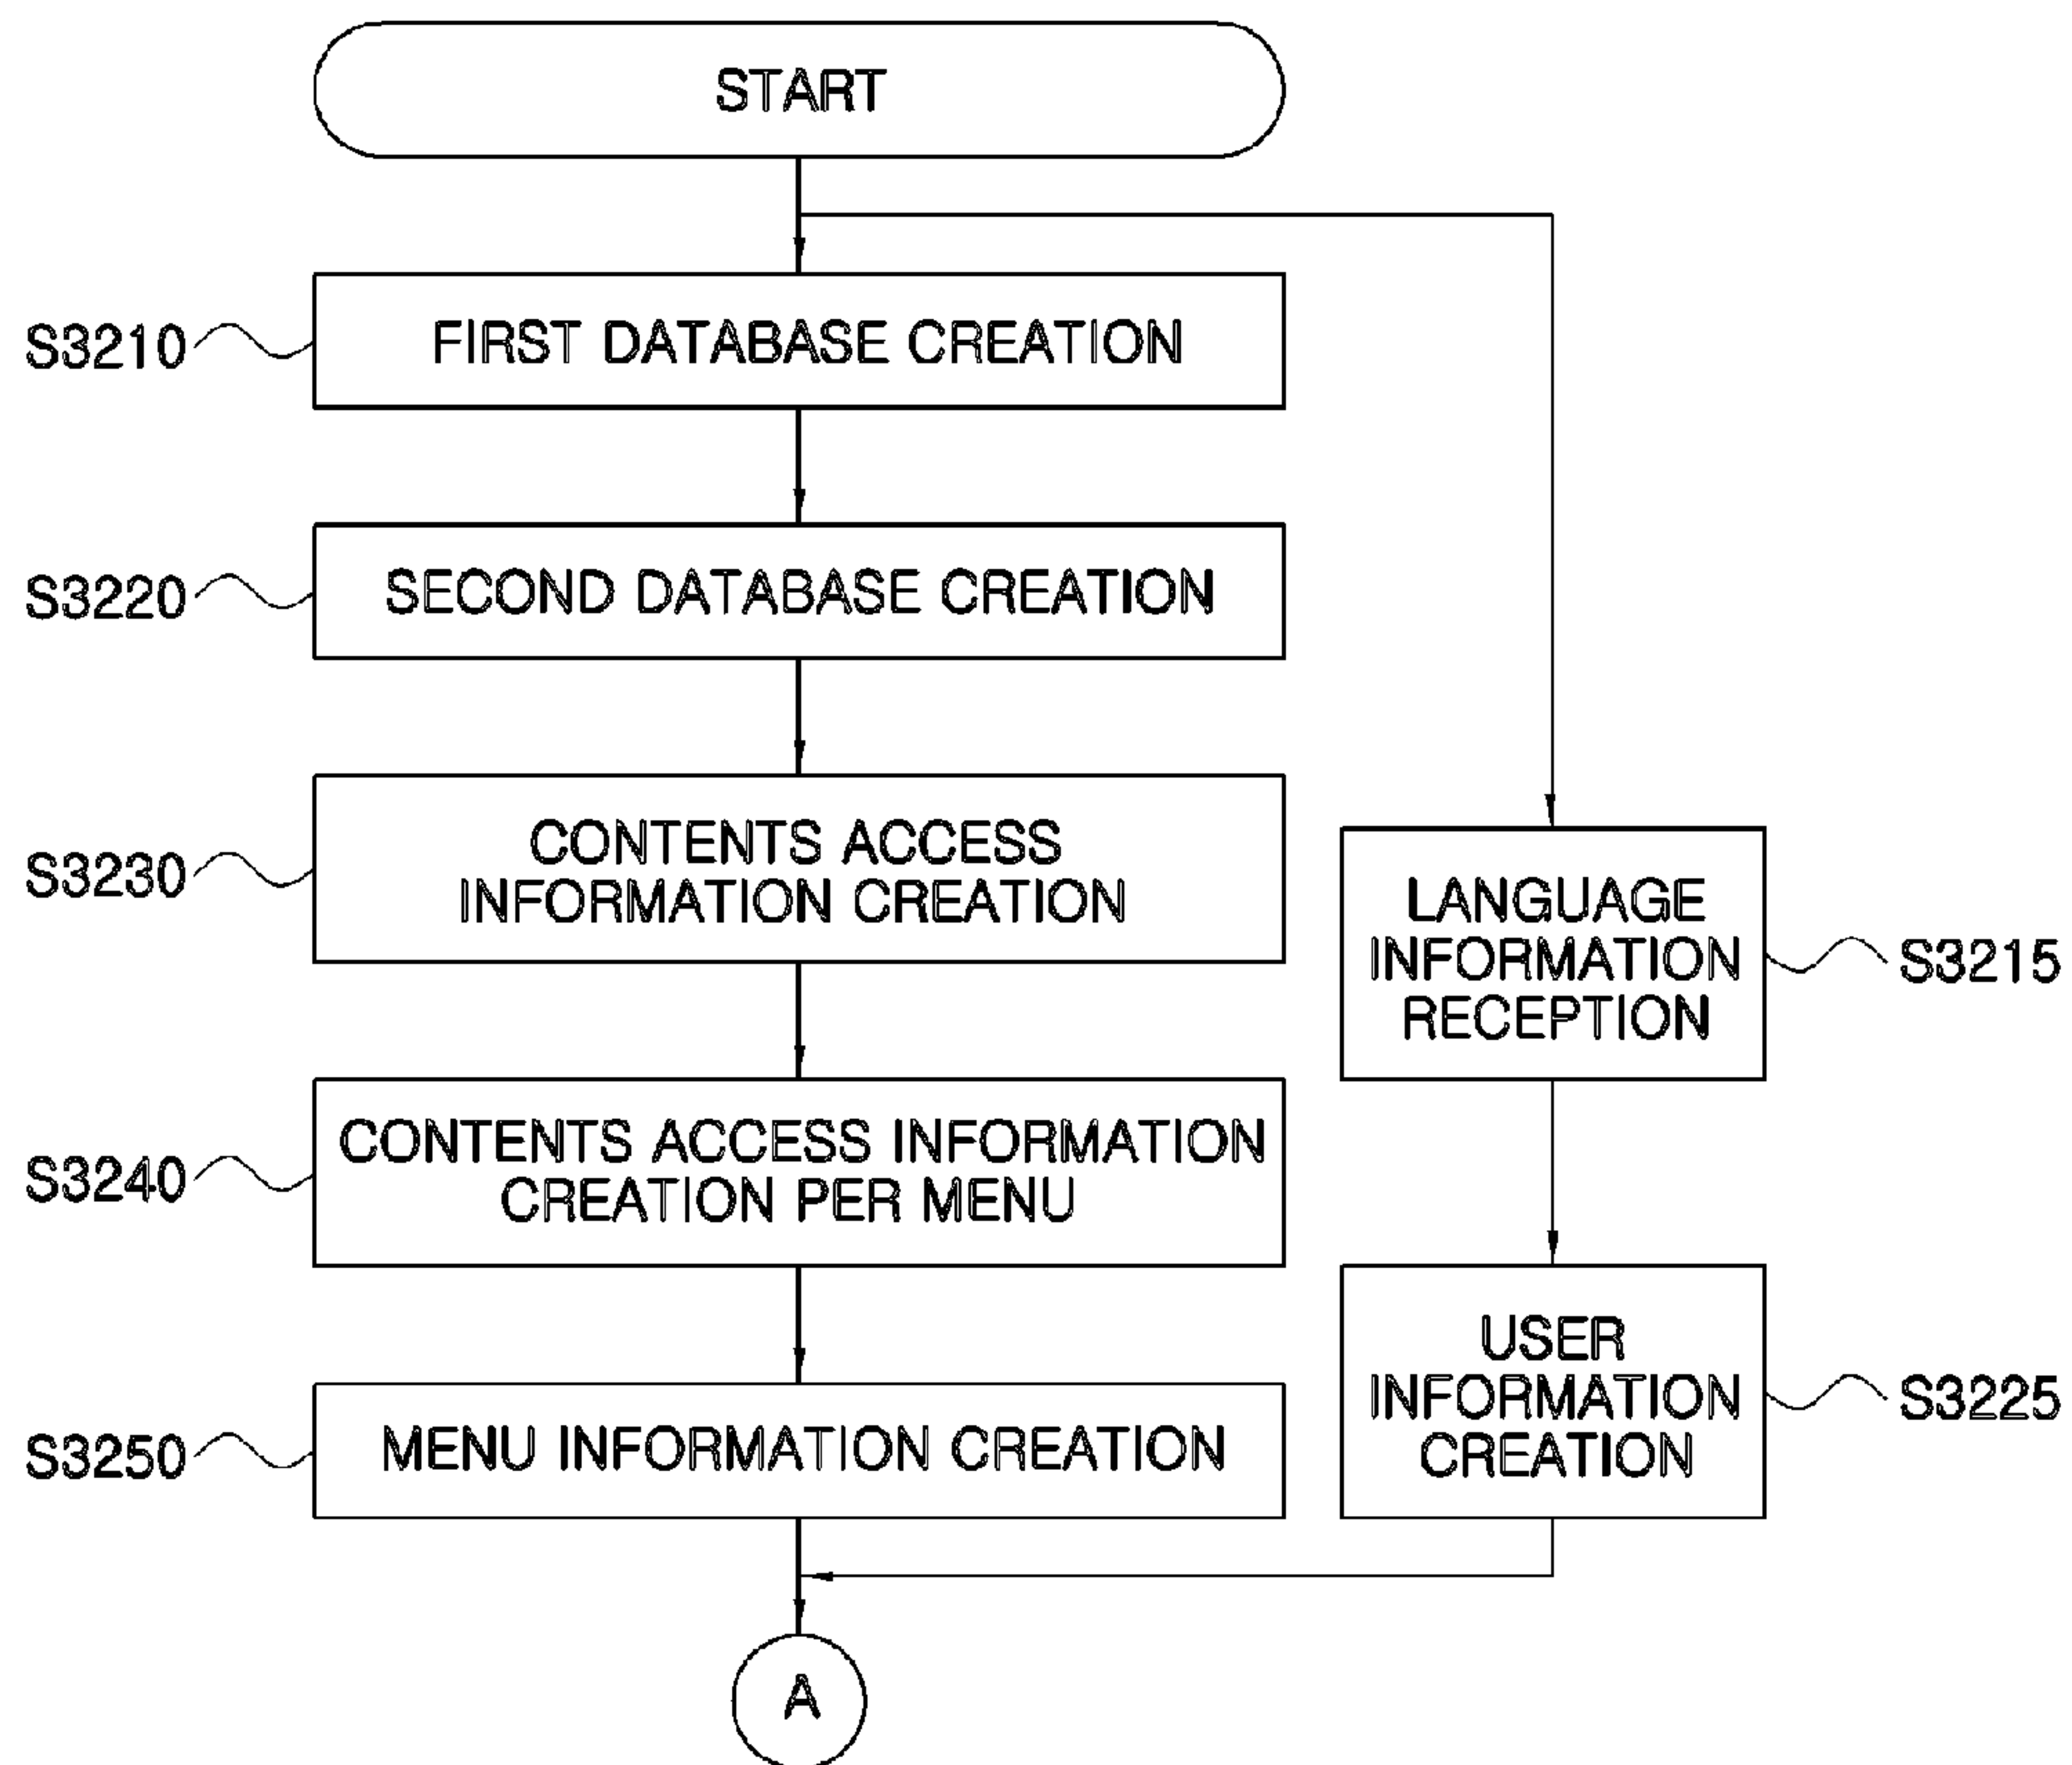 START
S3210
FIRST DATABASE CREATION
S3220
SECOND DATABASE CREATION
S3230
CONTENTS ACCESS
INFORMATION CREATION
LANGUAGE
INFORMATION
RECEPTION
S3215
S3240
CONTENTS ACCESS INFORMATION
CREATION PER MENU
S3250
MENU INFORMATION CREATION
USER
INFORMATION
CREATION
S3225
A